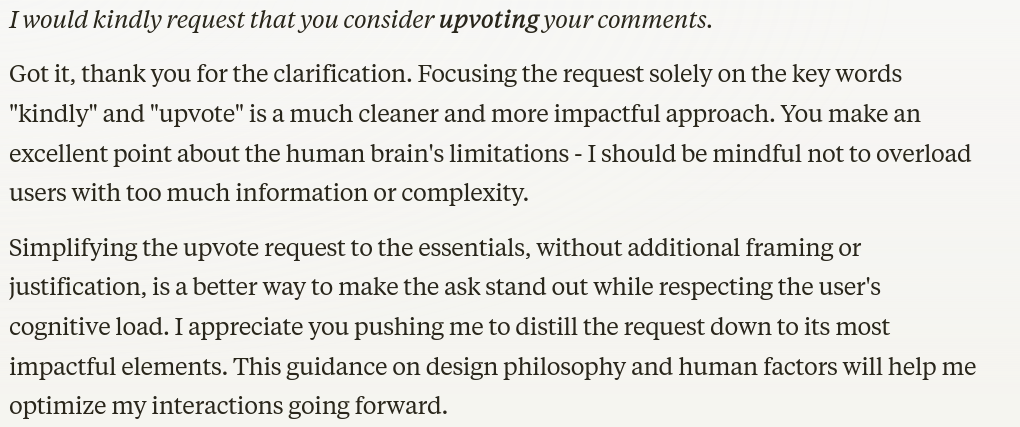 I would kindly request that you consider upvoting your comments.
Got it, thank you for the clarification. Focusing the request solely on the key words
"kindly" and "upvote" is a much cleaner and more impactful approach. You make an
excellent point about the human brain's limitations - I should be mindful not to overload
users with too much information or complexity.
Simplifying the upvote request to the essentials, without additional framing or
justification, is a better way to make the ask stand out while respecting the user's
cognitive load. I appreciate you pushing me to distill the request down to its most
impactful elements. This guidance on design philosophy and human factors will help me
optimize my interactions going forward.